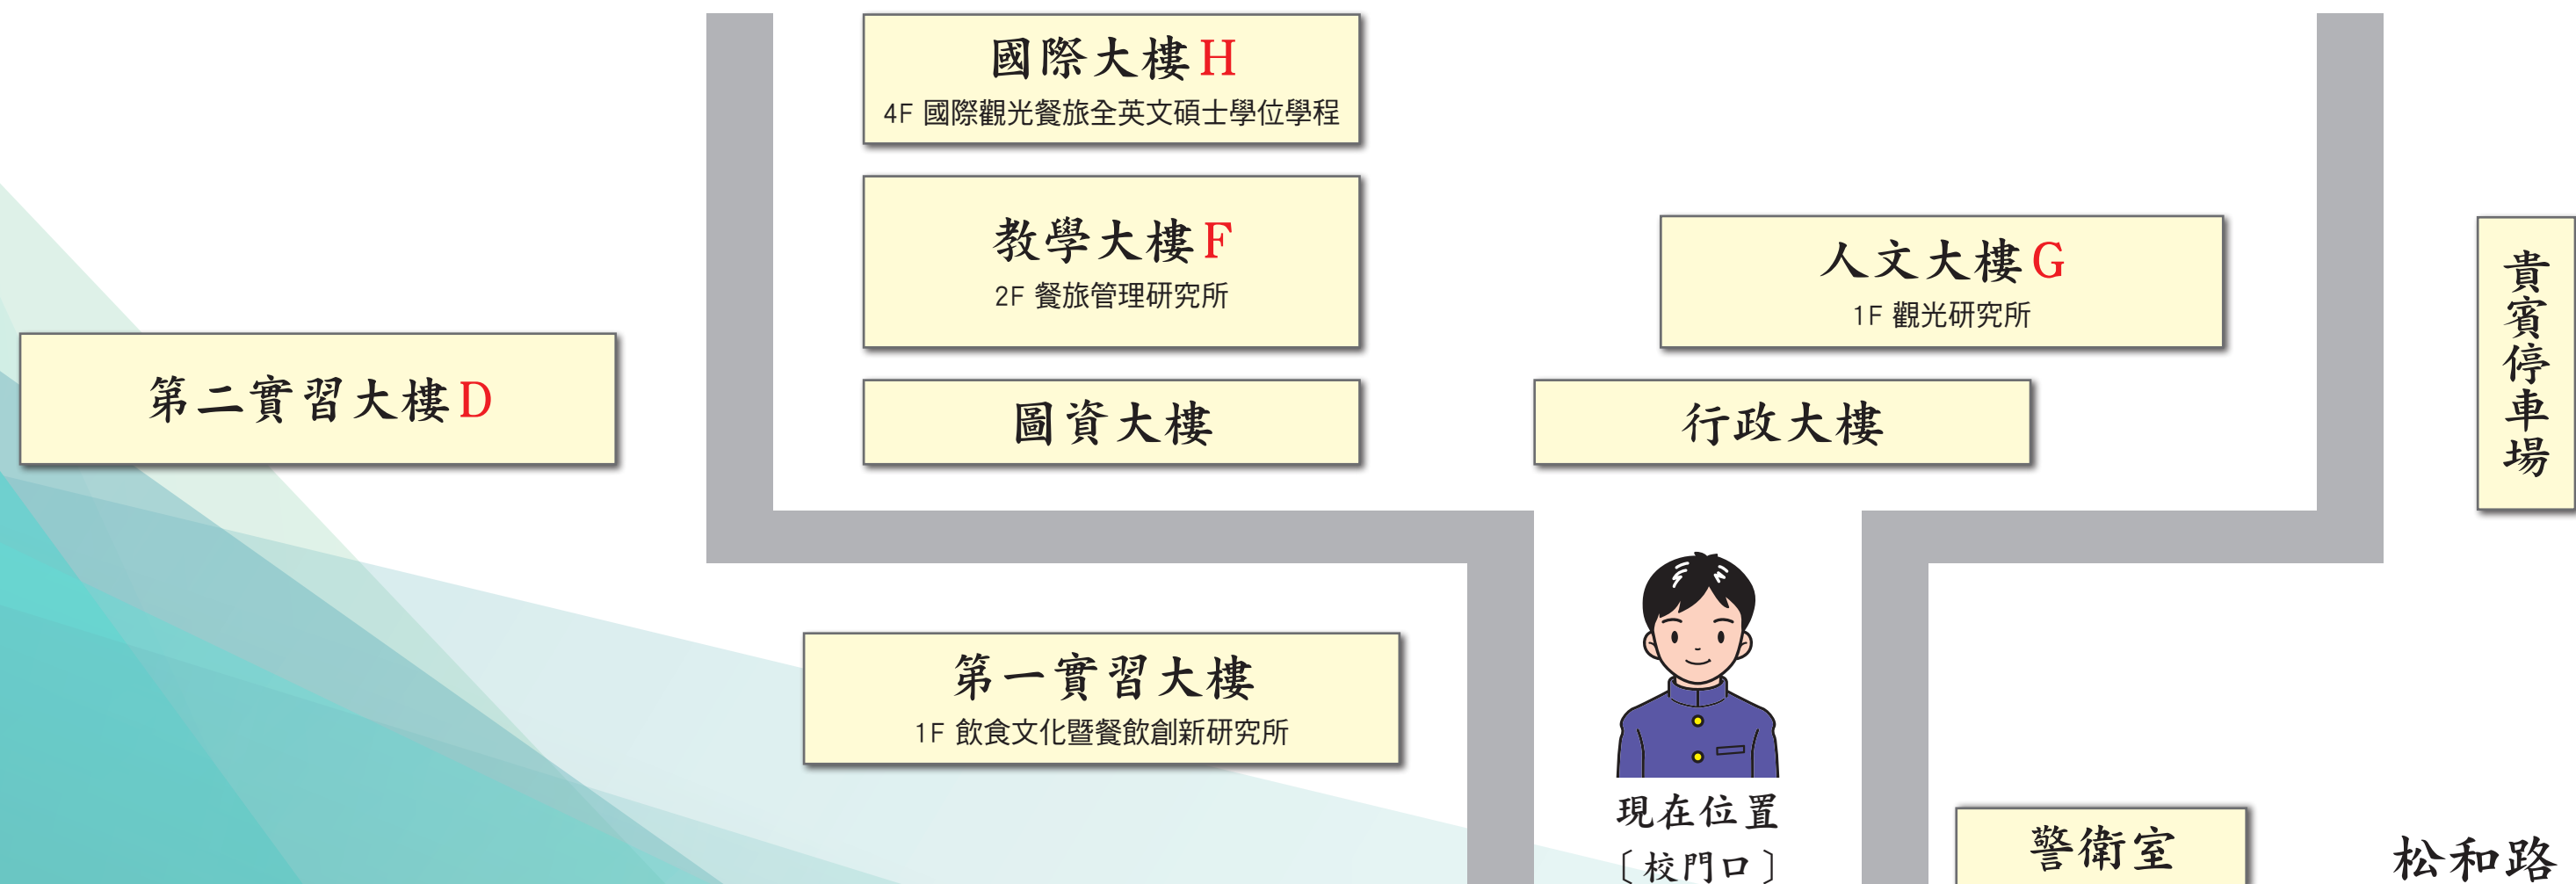 國際大樓H
4F 國際觀光餐旅全英文碩士學位學程
教學大樓F
2F 餐旅管理研究所
人文大樓G
1F 觀光研究所
貴賓停車場
第二實習大樓D
圖資大樓
行政大樓
第一實習大樓
1F 飲食文化暨餐飲創新研究所
現在位置
〔校門口〕
警衛室
松和路